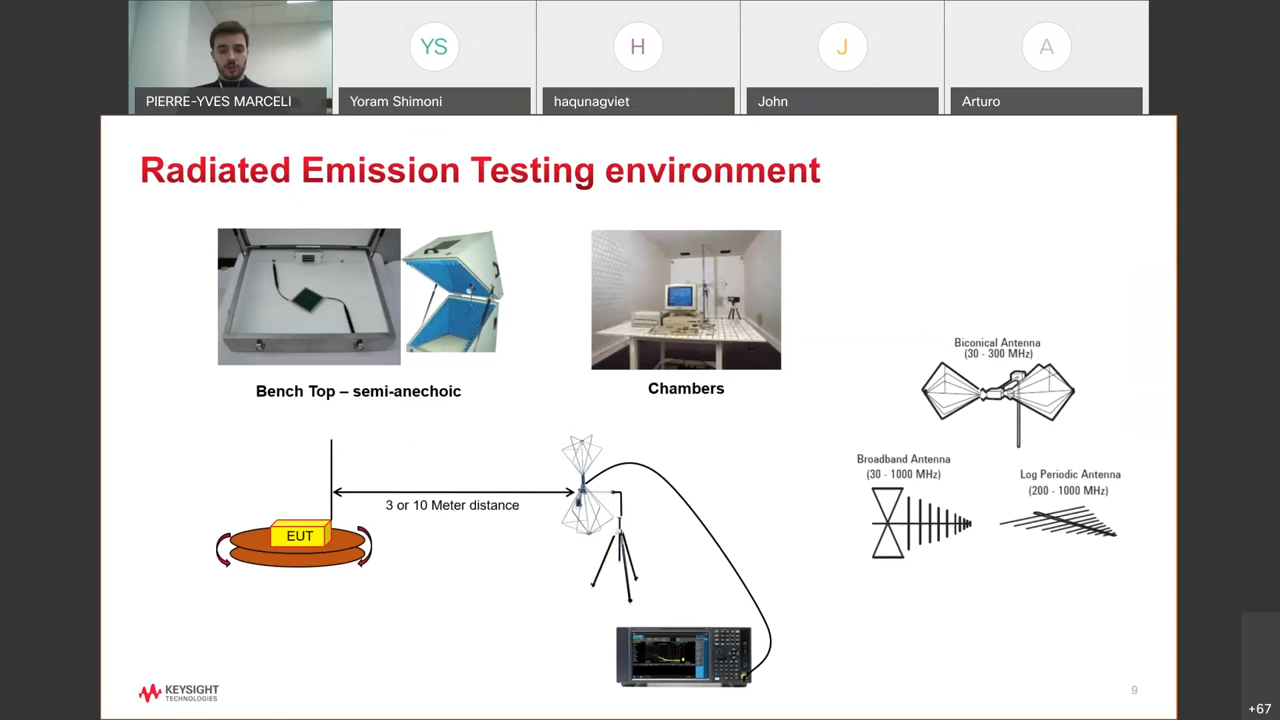 YS
H
J
A
PIERRE-YVES MARCELI
Yoram Shimoni
haqunagviet
John
Arturo
Radiated Emission Testing environment
Bench Top – semi-anechoic
Chambers
Biconical Antenna
(30 - 300 MHz)
Broadband Antenna
(30 - 1000 MHz)
Log Periodic Antenna
(200 - 1000 MHz)
3 or 10 Meter distance
EUT
KEYSIGHT
TECHNOLOGIES
9
+67